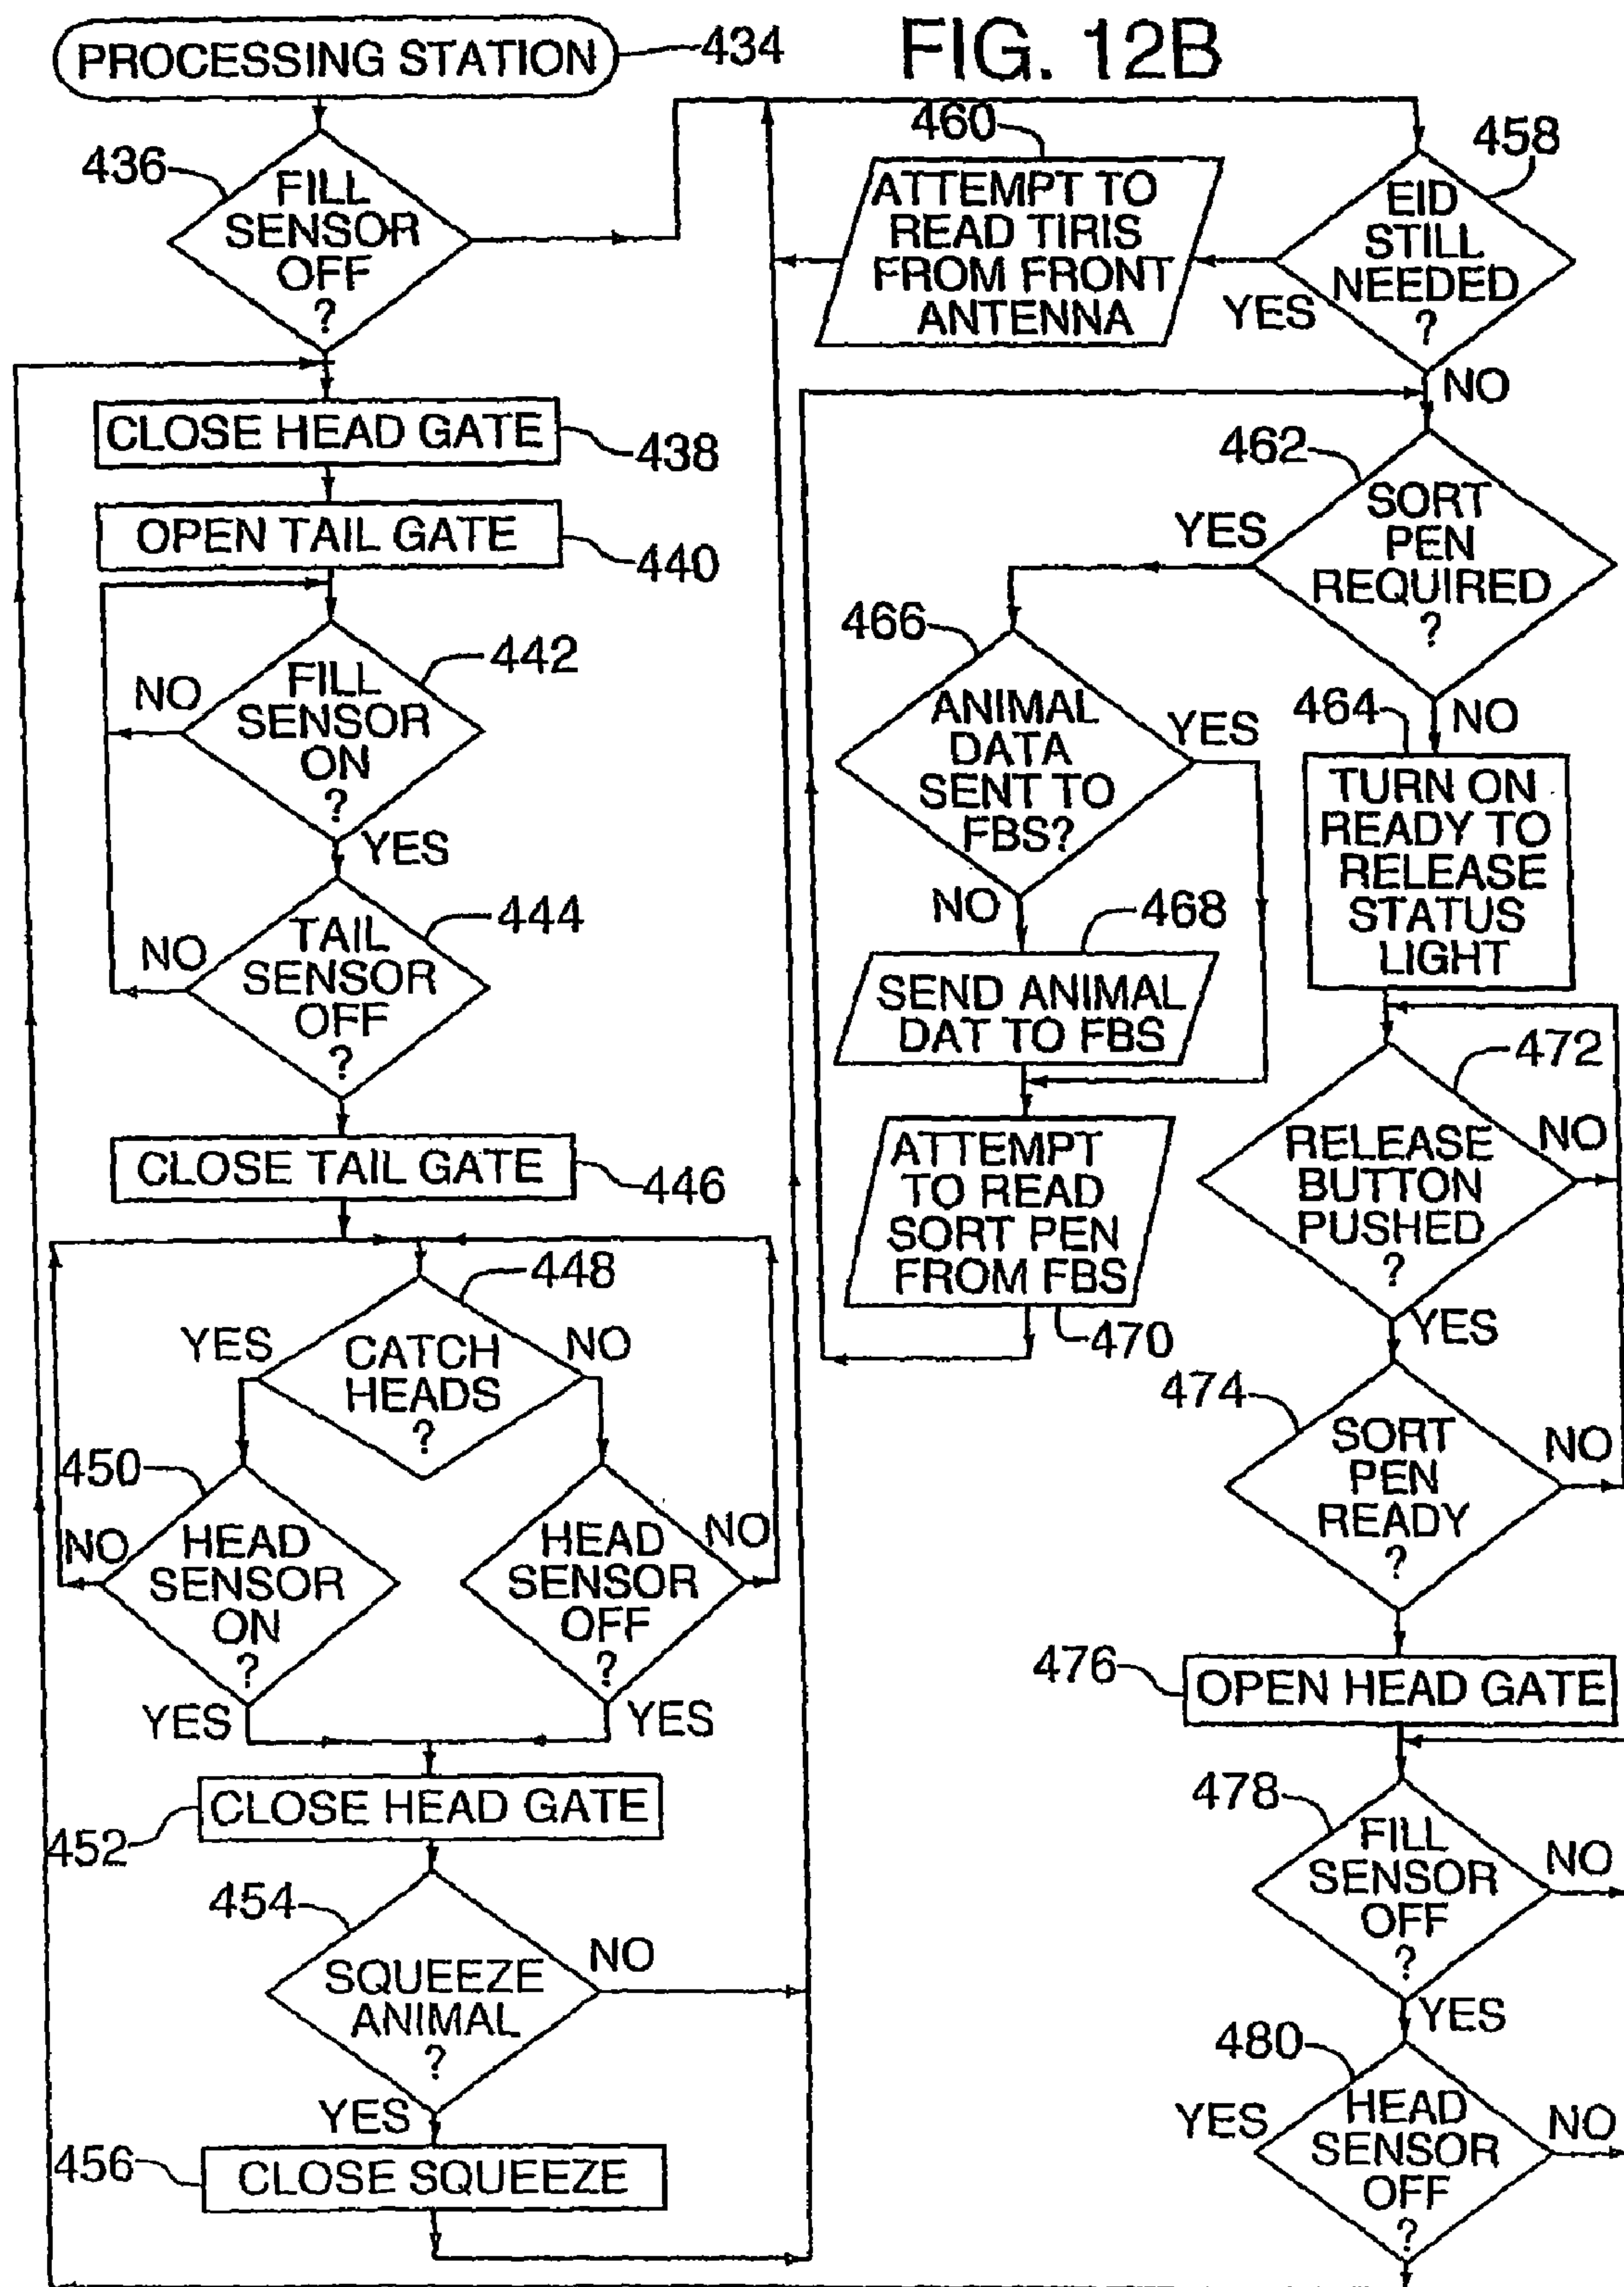 FIG. 12B
PROCESSING STATION
434
436
FILL
SENSOR
OFF
?
CLOSE HEAD GATE
438
OPEN TAIL GATE
440
442
FILL
SENSOR
ON
?
NO
YES
444
TAIL
SENSOR
OFF
?
NO
CLOSE TAIL GATE
446
448
CATCH
HEADS
?
YES
NO
450
HEAD
SENSOR
ON
?
NO
YES
HEAD
SENSOR
OFF
?
NO
YES
CLOSE HEAD GATE
452
454
SQUEEZE
ANIMAL
?
NO
YES
456
CLOSE SQUEEZE
458
EID
STILL
NEEDED
?
YES
NO
460
ATTEMPT TO
READ TIRIS
FROM FRONT
ANTENNA
462
SORT
PEN
REQUIRED
?
YES
NO
464
TURN ON
READY TO
RELEASE
STATUS
LIGHT
466
ANIMAL
DATA
SENT TO
FBS?
YES
NO
468
SEND ANIMAL
DAT TO FBS
ATTEMPT
TO READ
SORT PEN
FROM FBS
470
472
RELEASE
BUTTON
PUSHED
?
NO
YES
474
SORT
PEN
READY
?
NO
476
OPEN HEAD GATE
478
FILL
SENSOR
OFF
?
NO
YES
480
HEAD
SENSOR
OFF
?
YES
NO